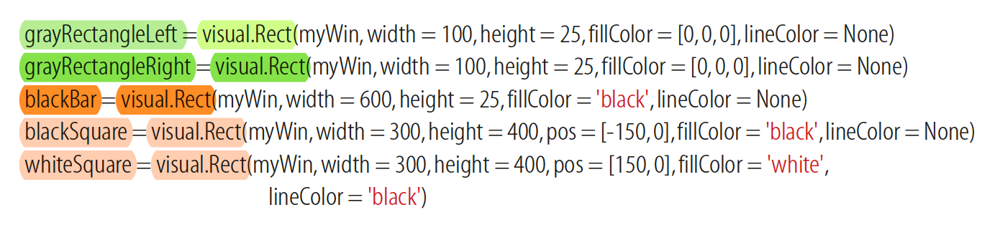 grayRectangleLeft = visual.Rect(myWin, width = 100, height = 25, fillColor = [0, 0, 0], lineColor = None)
grayRectangleRight = visual.Rect(myWin, width = 100, height = 25, fillColor = [0, 0, 0], lineColor = None)
blackBar = visual.Rect(myWin, width = 600, height = 25, fillColor = 'black', lineColor = None)
blackSquare = visual.Rect(myWin, width = 300, height = 400, pos = [-150, 0], fillColor = 'black', lineColor = None)
whiteSquare = visual.Rect(myWin, width = 300, height = 400, pos = [150, 0], fillColor = 'white',
lineColor = 'black')